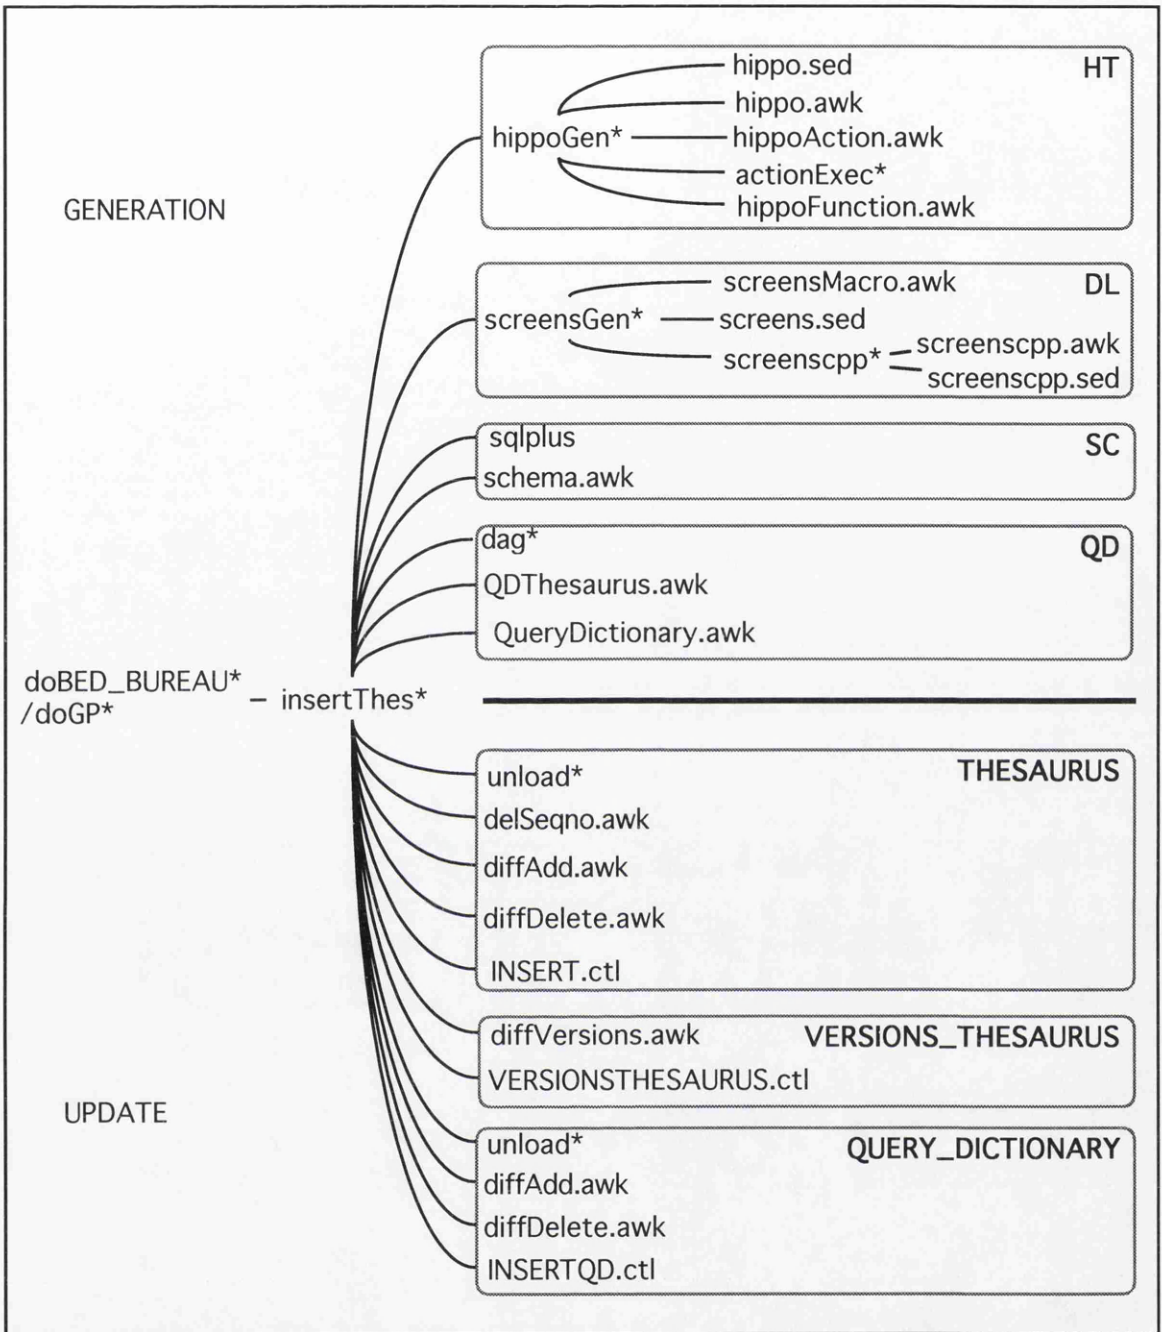 hippo.sed
HT
hippo.awk
hippoGen*
hippoAction.awk
actionExec*
hippoFunction.awk
GENERATION
screensMacro.awk
DL
screensGen*
screens.sed
screenscpp*
screenscpp.awk
screenscpp.sed
sqlplus
SC
schema.awk
dag*
QD
QDThesaurus.awk
QueryDictionary.awk
doBED_BUREAU*
/doGP*
– insertThes*
unload*
THESAURUS
delSeqno.awk
diffAdd.awk
diffDelete.awk
INSERT.ctl
diffVersions.awk
VERSIONS_THESAURUS
VERSIONSTHESAURUS.ctl
UPDATE
unload*
QUERY_DICTIONARY
diffAdd.awk
diffDelete.awk
INSERTQD.ctl